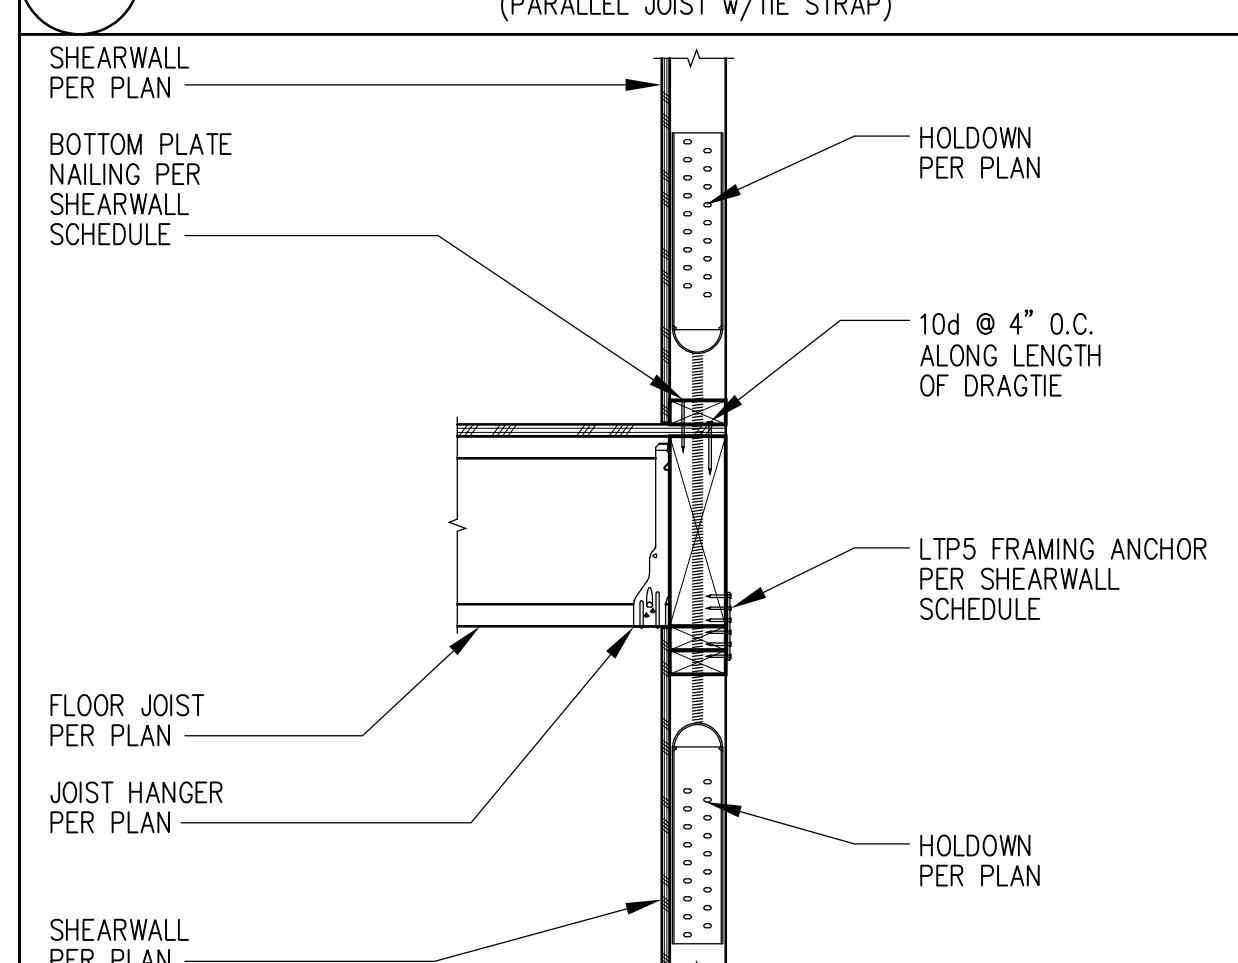 (PARALLEL JOIST W/TIE STRAP)
SHEARWALL
PER PLAN
BOTTOM PLATE
NAILING PER
SHEARWALL
SCHEDULE
HOLDOWN
PER PLAN
10d @ 4” O.C.
ALONG LENGTH
OF DRAGTIE
LTP5 FRAMING ANCHOR
PER SHEARWALL
SCHEDULE
FLOOR JOIST
PER PLAN
JOIST HANGER
PER PLAN
HOLDOWN
PER PLAN
SHEARWALL
PER PLAN